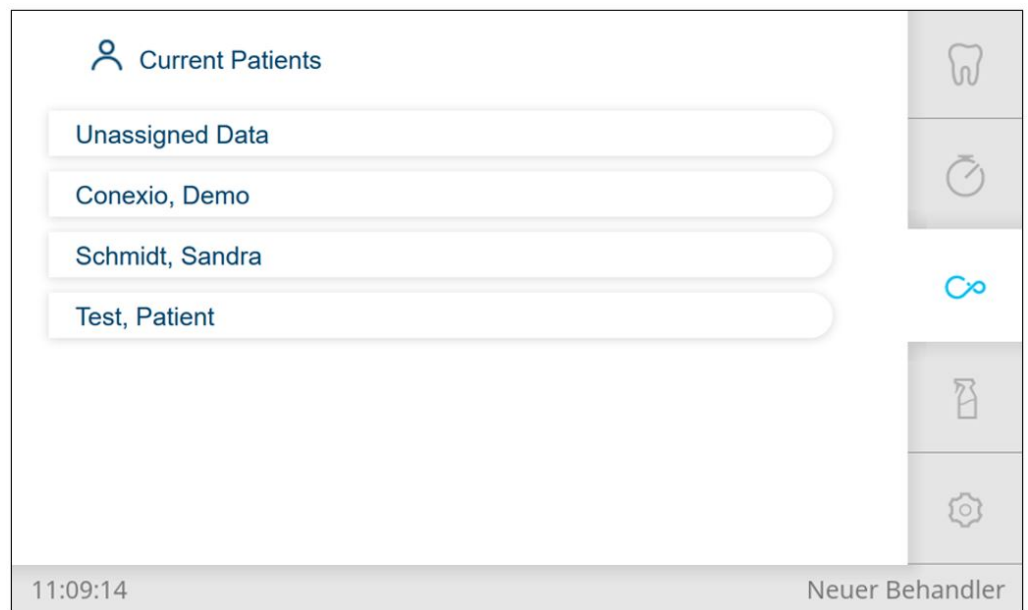 Current Patients
Unassigned Data
Conexio, Demo
Schmidt, Sandra
Test, Patient
11:09:14
Neuer Behandler